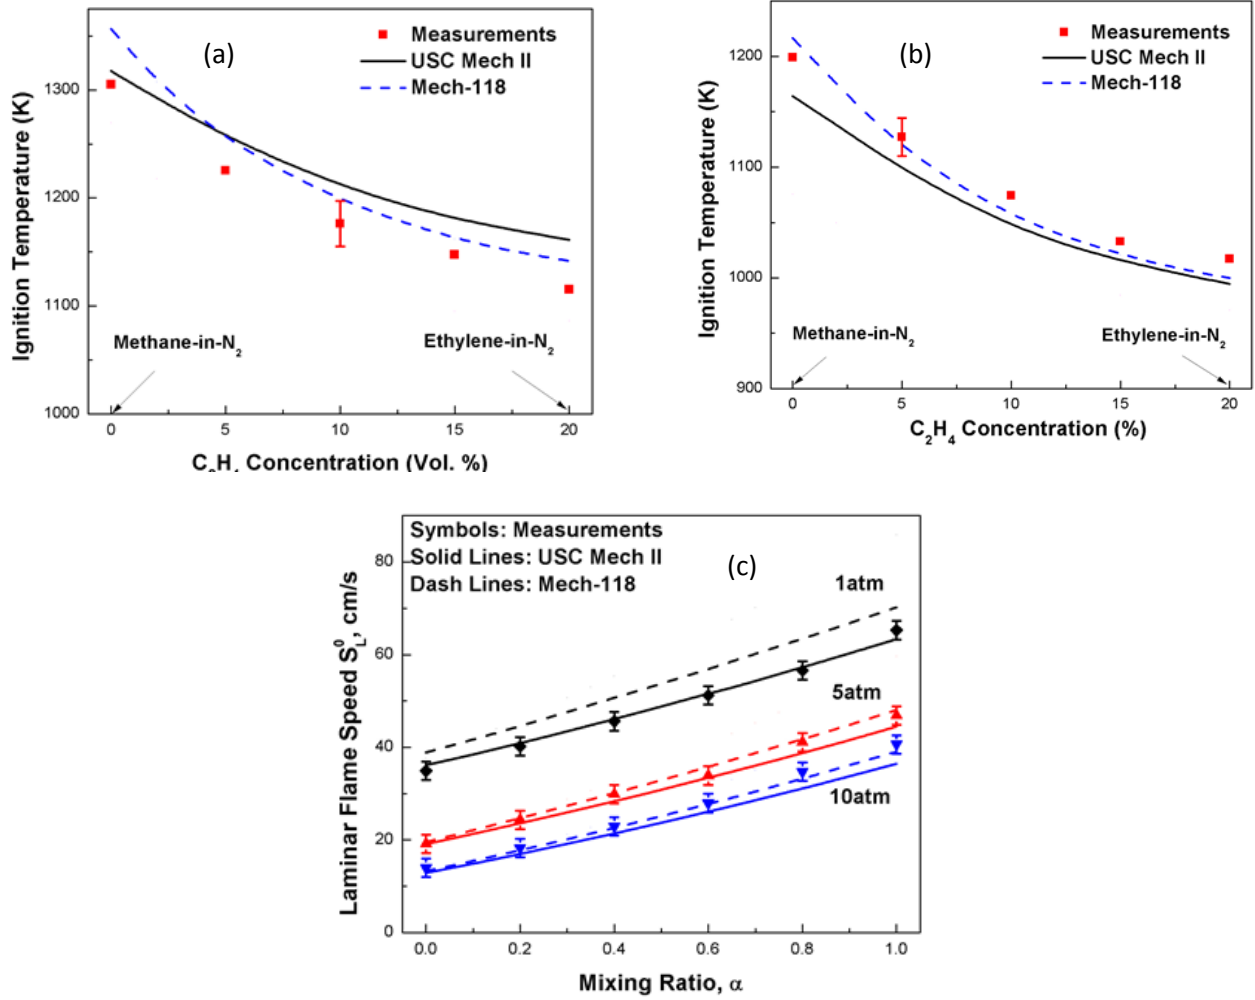 (a)
Measurements
USC Mech II
Mech-118
Ignition Temperature (K)
1300
1200
1100
1000
Methane-in-N₂
Ethylene-in-N₂
0 5 10 15 20
Concentration (Vol. %)
(b)
Measurements
USC Mech II
Mech-118
Ignition Temperature (K)
1200
1100
1000
900
Methane-in-N₂
Ethylene-in-N₂
0 5 10 15 20
C₂H₄ Concentration (%)
Symbols: Measurements
Solid Lines: USC Mech II
Dash Lines: Mech-118
(c)
1atm
5atm
10atm
Laminar Flame Speed S_L^0, cm/s
80
60
40
20
0
0.0 0.2 0.4 0.6 0.8 1.0
Mixing Ratio, α